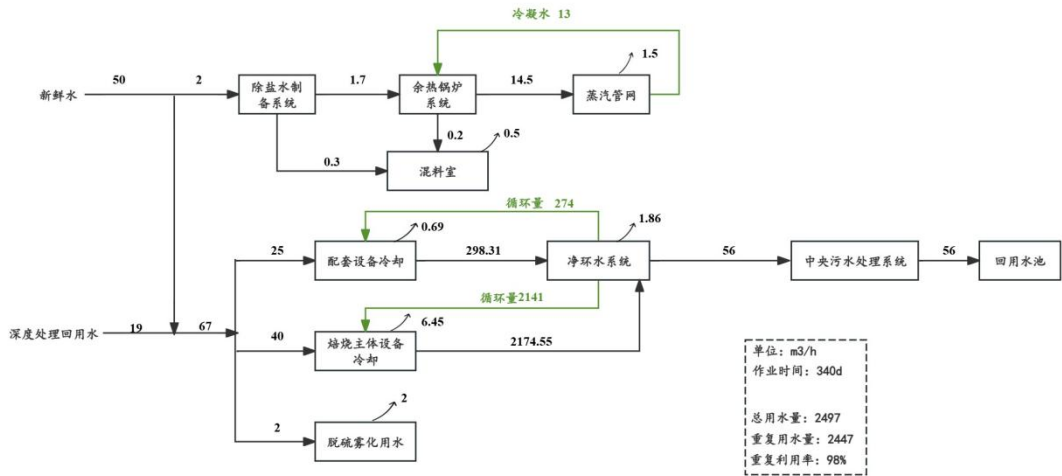 冷凝水 13
50
2
1.7
14.5
1.5
新鲜水
除盐水制
备系统
余热锅炉
系统
蒸汽管网
0.2
0.5
0.3
混料室
循环量 274
0.69
1.86
25
298.31
56
56
配套设备冷却
净环水系统
中央污水处理系统
回用水池
循环量2141
6.45
深度处理回用水
19
67
40
焙烧主体设备
冷却
2174.55
2
2
脱硫雾化用水
单位：m3/h
作业时间：340d
总用水量：2497
重复用水量：2447
重复利用率：98%